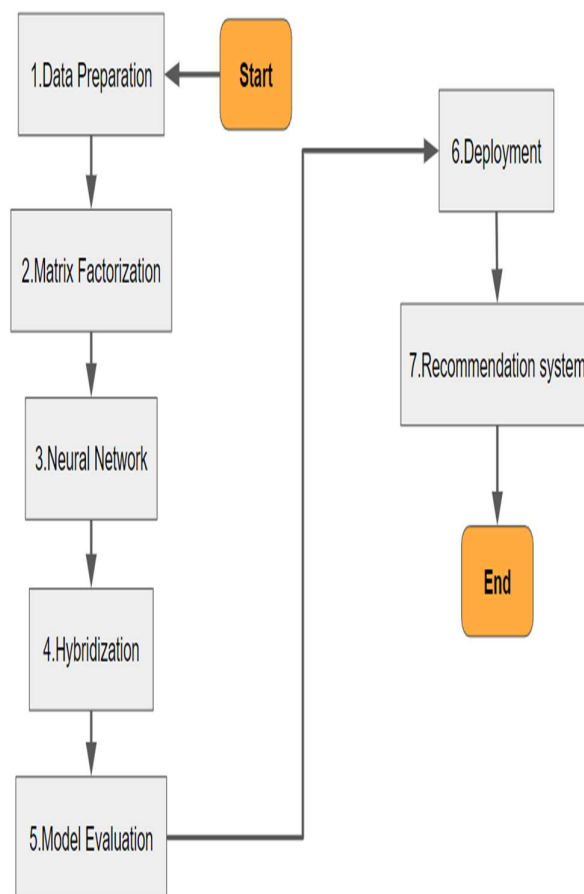 Start
1.Data Preparation
2.Matrix Factorization
3.Neural Network
4.Hybridization
5.Model Evaluation
6.Deployment
7.Recommendation system
End